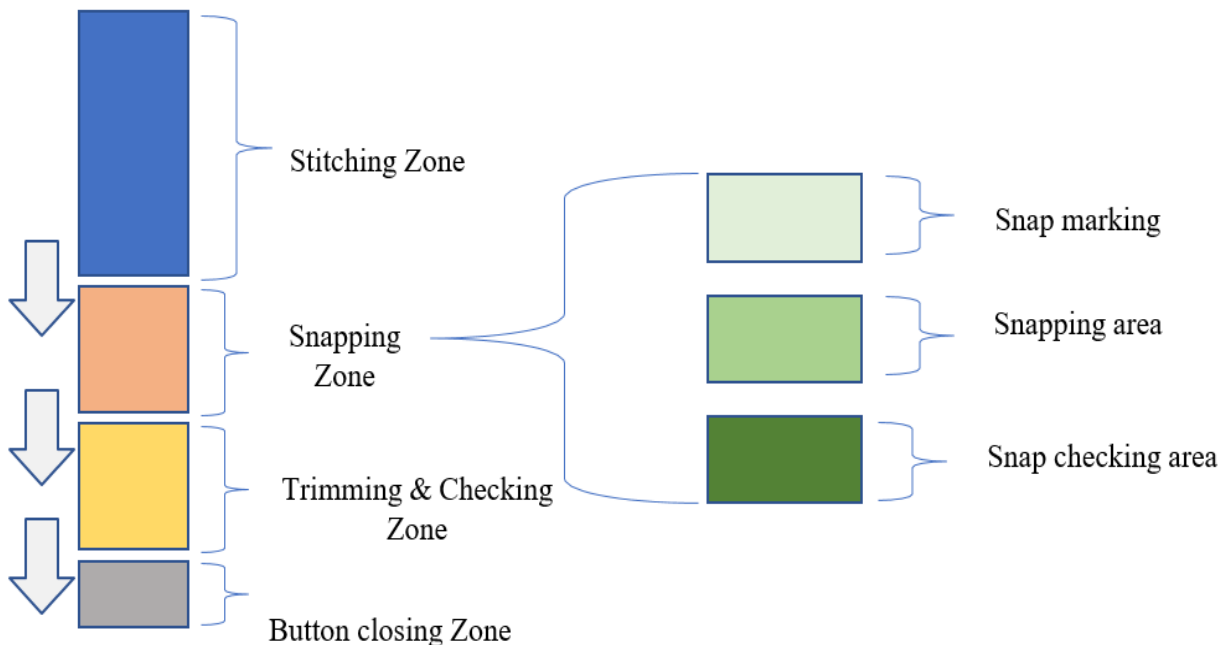 Stitching Zone
Snapping
Zone
Trimming & Checking
Zone
Button closing Zone
Snap marking
Snapping area
Snap checking area